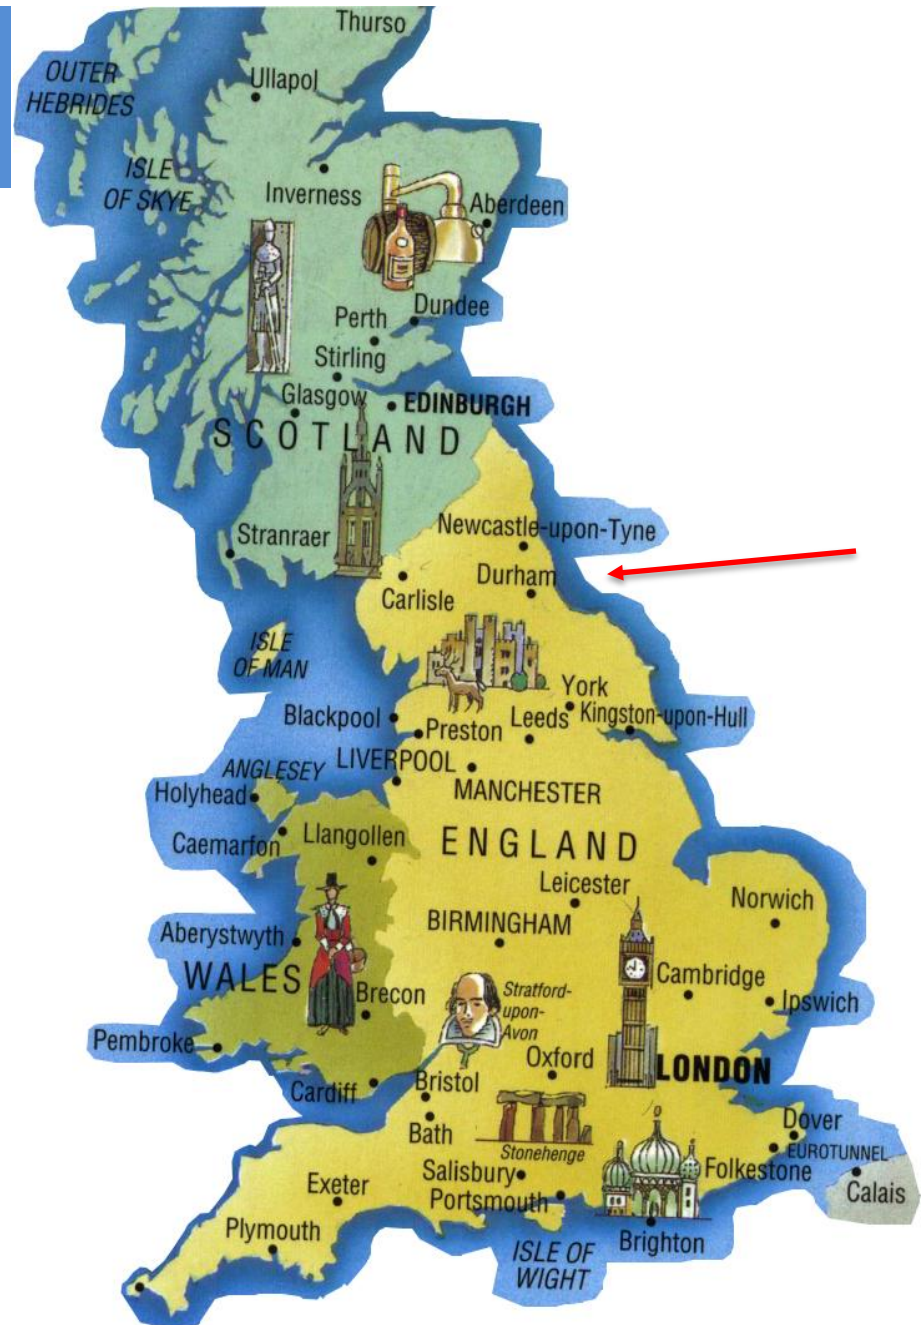 Thurso
OUTER
HEBRIDES
Ullapol
ISLE
OF SKYE
Inverness
Aberdeen
Dundee
Perth
Stirling
Glasgow
EDINBURGH
SCOTLAND
Newcastle-upon-Tyne
Stranraer
Durham
Carlisle
ISLE
OF MAN
York
Blackpool
Leeds
Kingston-upon-Hull
Preston
LIVERPOOL
ANGLESEY
MANCHESTER
Holyhead
Caemarfon
Llangollen
ENGLAND
Leicester
Norwich
BIRMINGHAM
Aberystwyth
WALES
Cambridge
Brecon
Stratford-
upon-
Avon
Ipswich
Pembroke
Oxford
LONDON
Cardiff
Bristol
Bath
Dover
Stonehenge
EUROTUNNEL
Folkestone
Salisbury
Exeter
Portsmouth
Calais
Plymouth
Brighton
ISLE OF
WIGHT